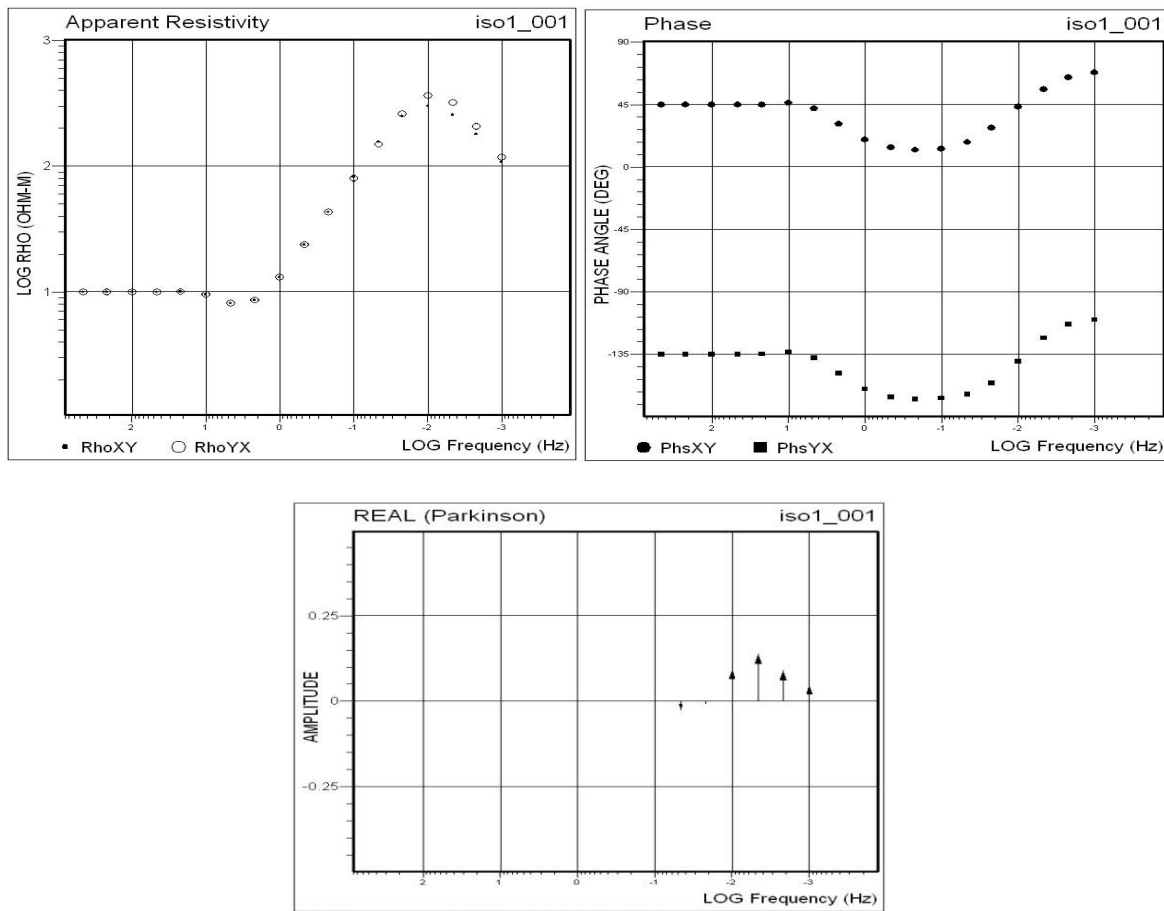 Apparent Resistivity iso1_001
3
2
1
LOG RHO (OHM-M)
2 1 0 -1 -2 -3
LOG Frequency (Hz)
RhoXY RhoYX
Phase iso1_001
90
45
0
-45
-90
-135
PHASE ANGLE (DEG)
2 1 0 -1 -2 -3
LOG Frequency (Hz)
PhsXY PhsYX
REAL (Parkinson) iso1_001
0.25
0
-0.25
AMPLITUDE
2 1 0 -1 -2 -3
LOG Frequency (Hz)